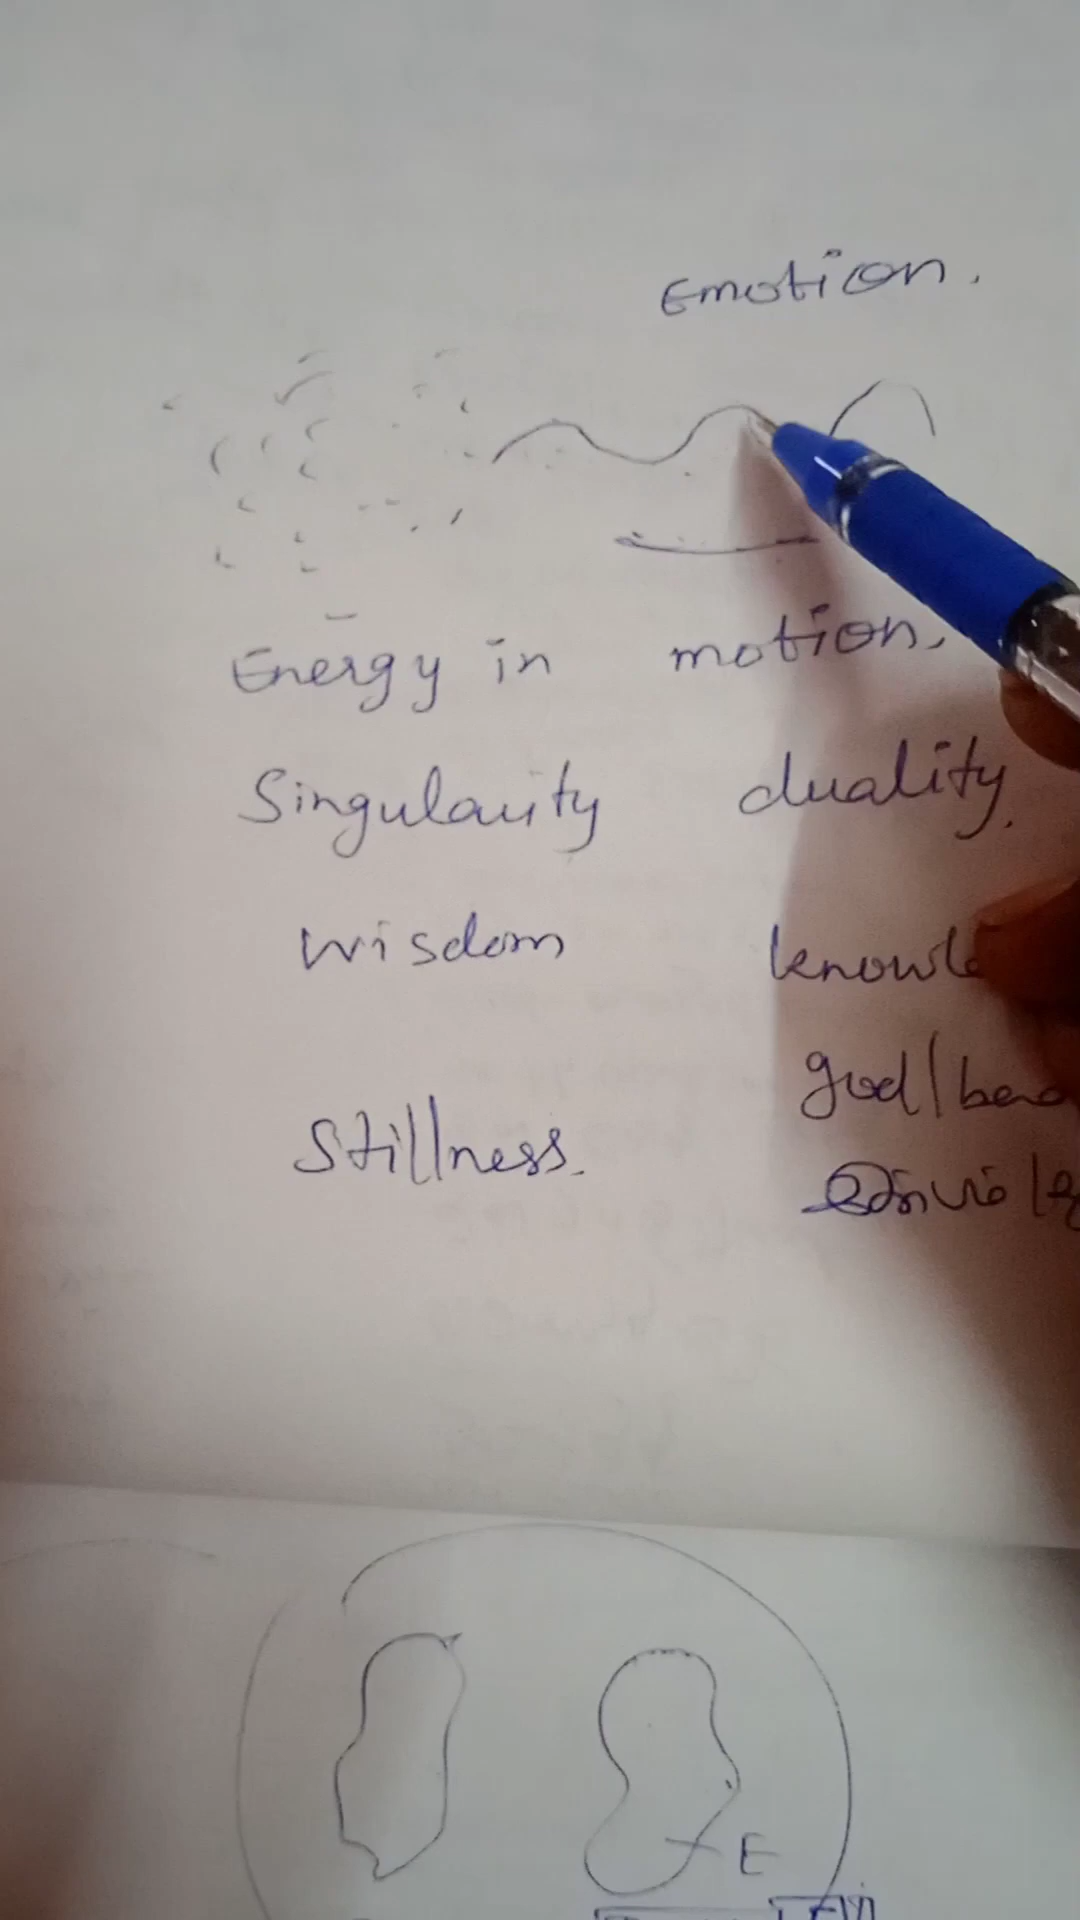 Emotion.
Energy in motion.
Singularity duality.
Wisdom
Stillness.
E